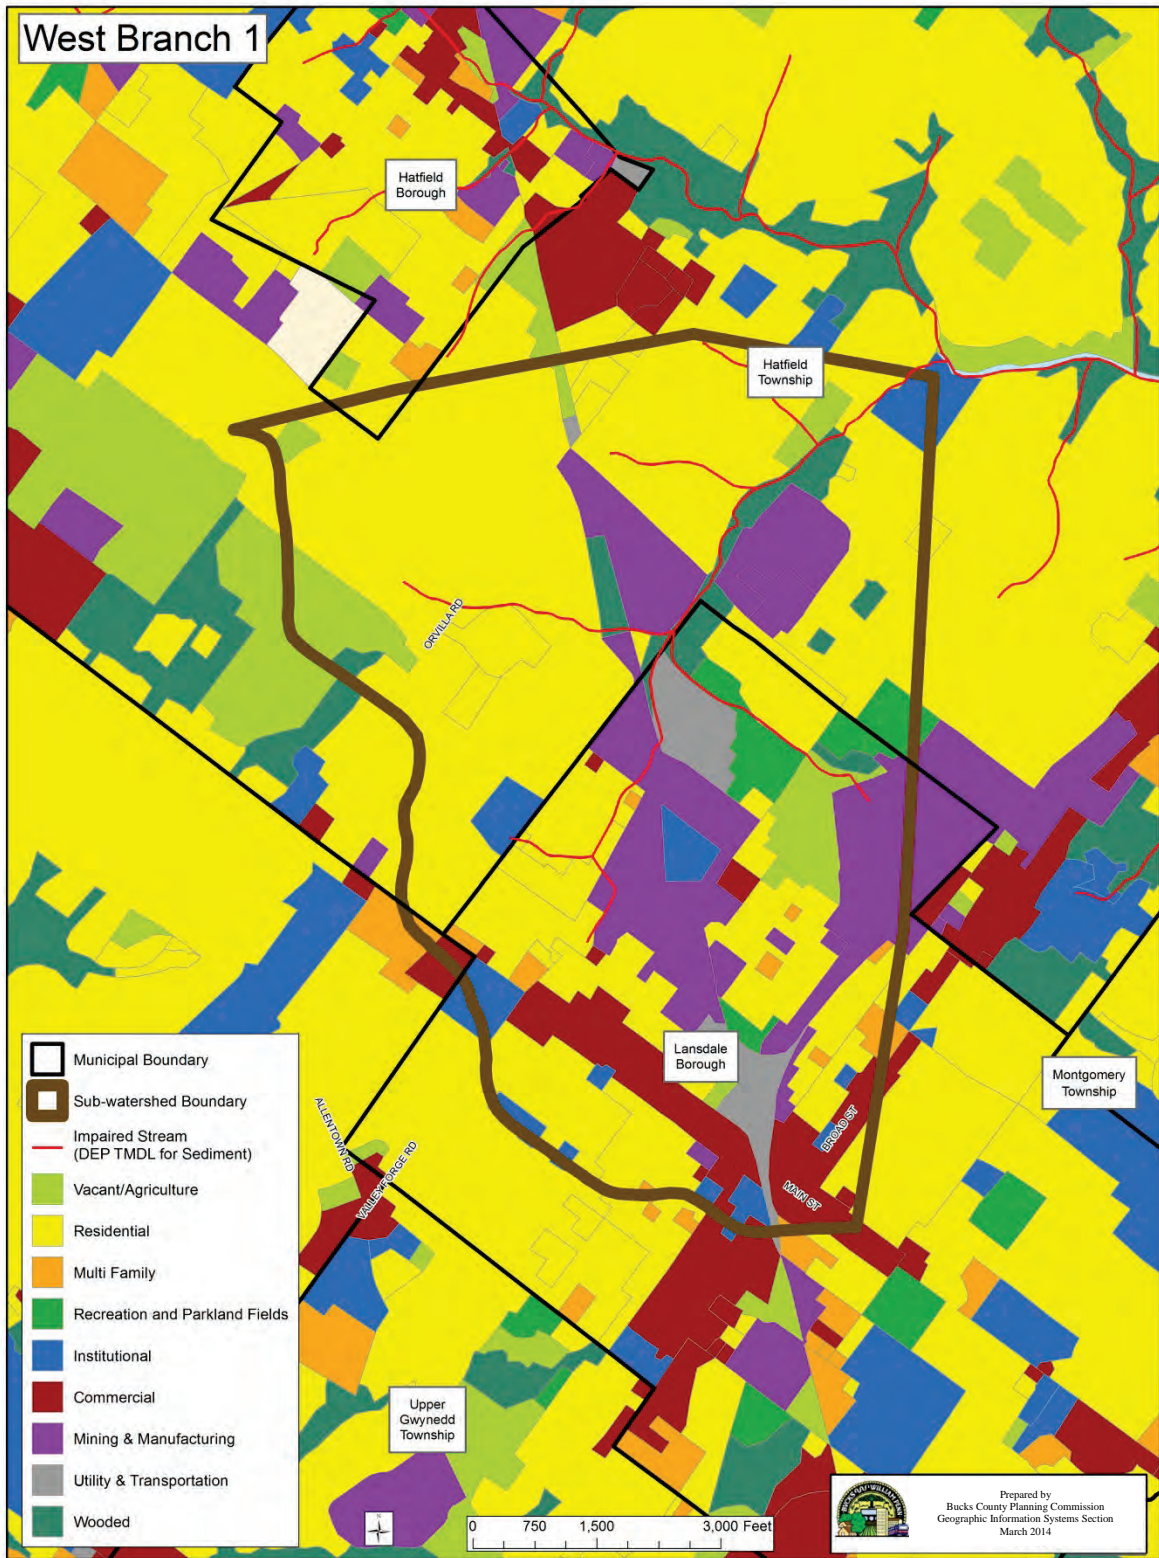 West Branch 1
Hatfield
Borough
Hatfield
Township
ORVILLA RD
Lansdale
Borough
Montgomery
Township
BROAD ST
MAIN ST
ALLENTOWN RD
VALLEY FORGE RD
Upper
Gwynedd
Township
Municipal Boundary
Sub-watershed Boundary
Impaired Stream
(DEP TMDL for Sediment)
Vacant/Agriculture
Residential
Multi Family
Recreation and Parkland Fields
Institutional
Commercial
Mining & Manufacturing
Utility & Transportation
Wooded
N
0 750 1,500 3,000 Feet
Prepared by
Bucks County Planning Commission
Geographic Information Systems Section
March 2014